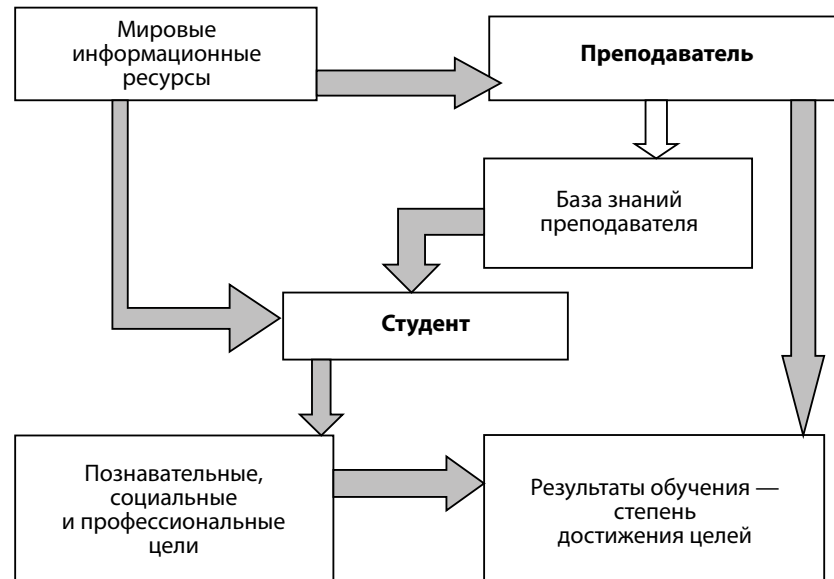 Мировые
информационные
ресурсы
Преподаватель
База знаний
преподавателя
Студент
Познавательные,
социальные
и профессиональные
цели
Результаты обучения —
степень
достижения целей